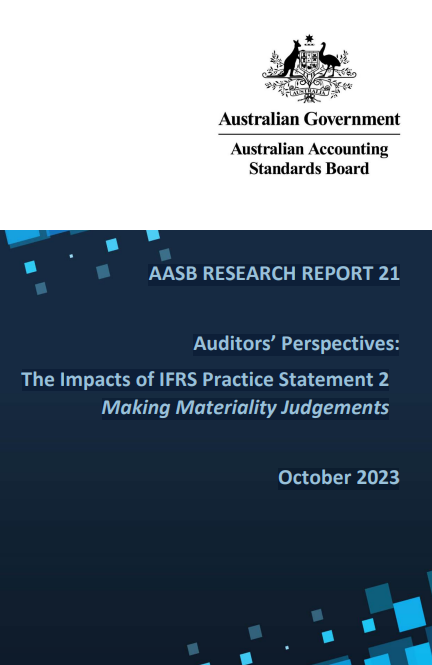 AUSTRALIA
Australian Government
Australian Accounting
Standards Board
AASB RESEARCH REPORT 21
Auditors’ Perspectives:
The Impacts of IFRS Practice Statement 2
Making Materiality Judgements
October 2023